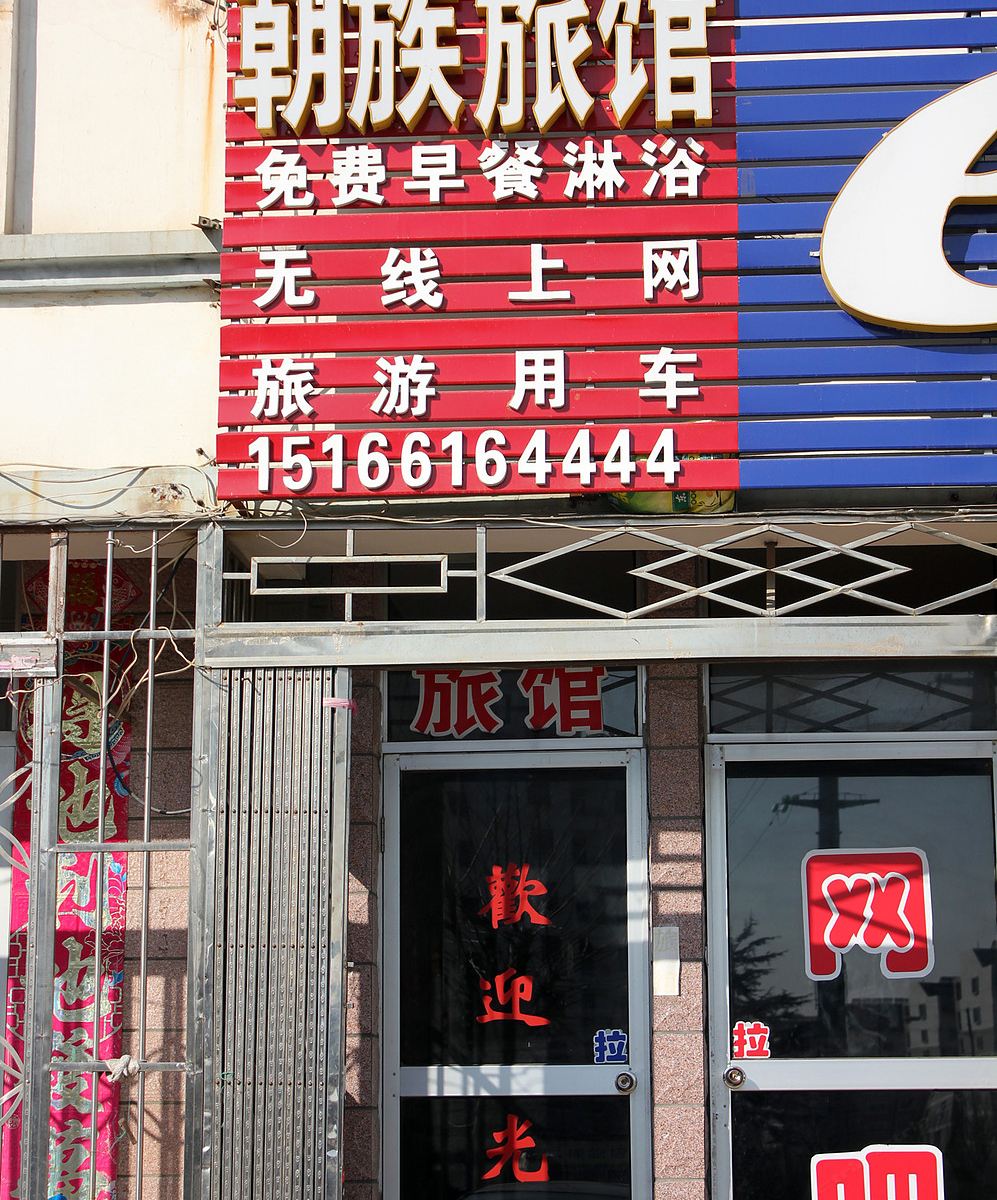 朝族旅馆
免费早餐淋浴
无线上网
旅游用车
15166164444
e
旅馆
歡迎光
拉
拉
网
吧